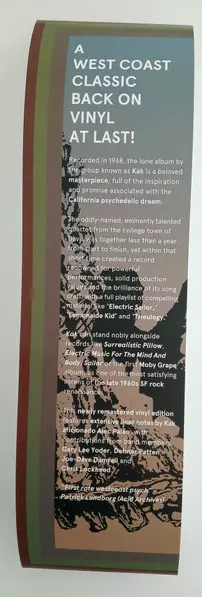 A
WEST COAST
CLASSIC
BACK ON
VINYL
AT LAST!
Recorded in 1968, the lone album by
the group known as Kak is a beloved
masterpiece, full of the inspiration
and promise associated with the
California psychedelic dream.
The oddly-named, eminently talented
quartet from the college town of
Davis was together less than a year
from start to finish, yet within that
short time created a record
renowned for powerful
performances, solid production
values and the brilliance of its song
craft, with a full playlist of compelling
material like "Electric Sailor,"
"Lemonaide Kid" and "Trieulogy."
Kak can stand nobly alongside
records like Surrealistic Pillow,
Electric Music For The Mind And
Body, Sailor or the first Moby Grape
album, as one of the most satisfying
of the late 1960s SF rock
renaissance.
This newly remastered vinyl edition
features extensive liner notes by Kak
aficionado Alec Palao, with
contributions from band members
Gary Lee Yoder, Dehner Patten,
Joe-Dave Damrell and
Chris Lockheed.
"First rate westcoast psych"
Patrick Lundborg (Acid Archives)